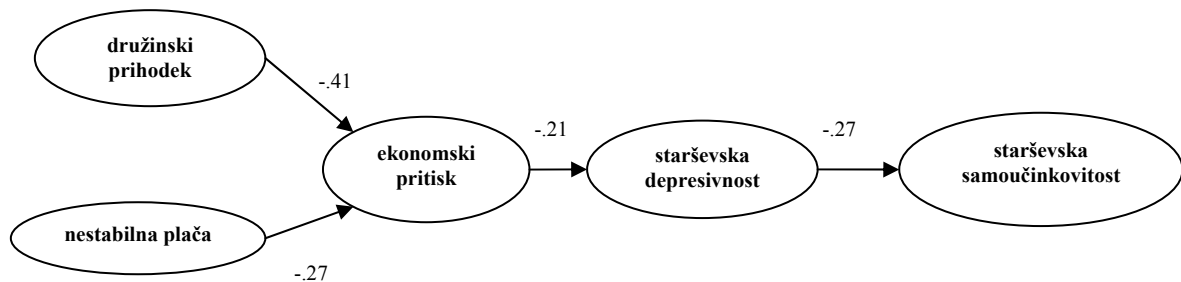 družinski
prihodek
-.41
ekonomski
pritisk
-.21
starševska
depresivnost
-.27
starševska
samoučinkovitost
nestabilna plača
-.27